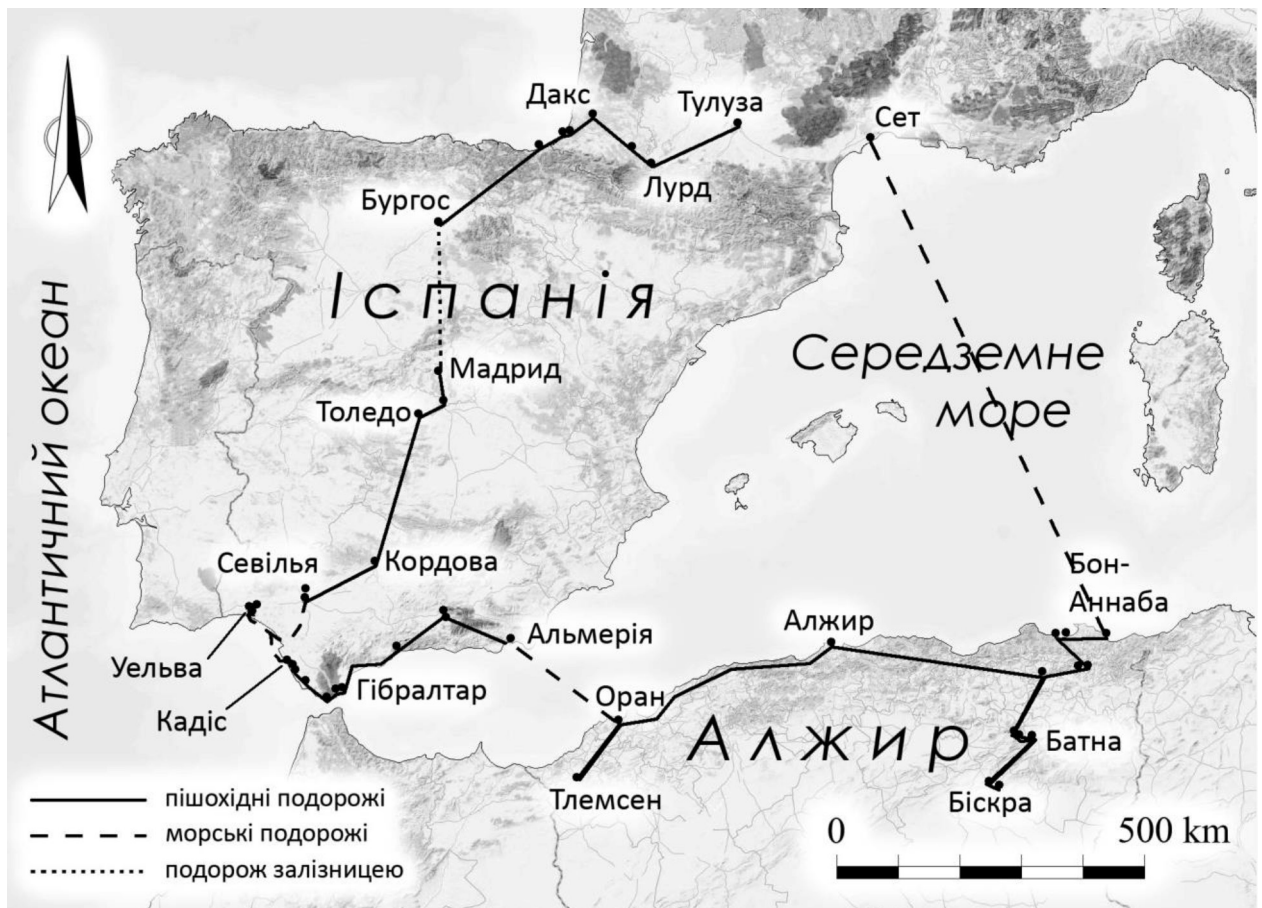 Дакс
Тулуза
Сет
Лурд
Бургос
Іспанія
Атлантичний океан
Середземне
море
Мадрид
Толедо
Севілья
Кордова
Бон-
Аннаба
Алжир
Альмерія
Уельва
Гібралтар
Оран
Кадіс
Алжир
Батна
Тлемсен
Біскра
пішохідні подорожі
морські подорожі
подорож залізницею
0 500 km